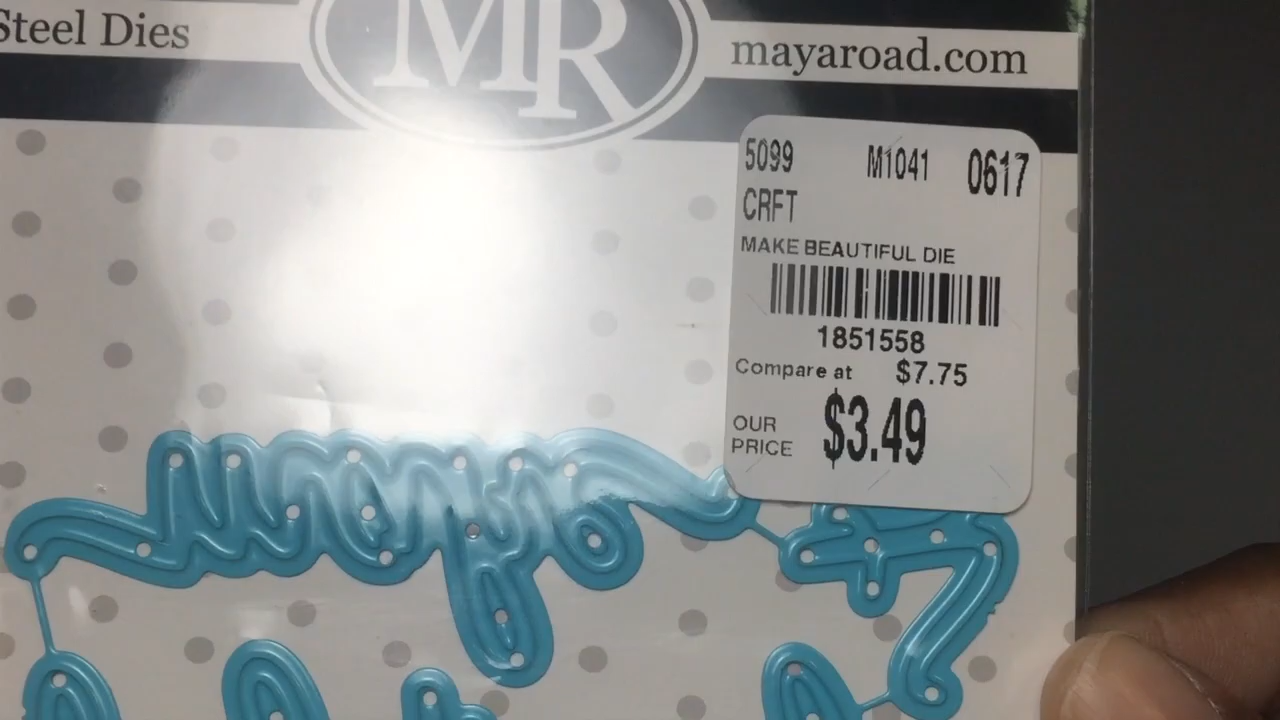 Steel Dies
MR
mayaroad.com
5099 M1041 0617
CRFT
MAKE BEAUTIFUL DIE
1851558
Compare at $7.75
OUR PRICE $3.49